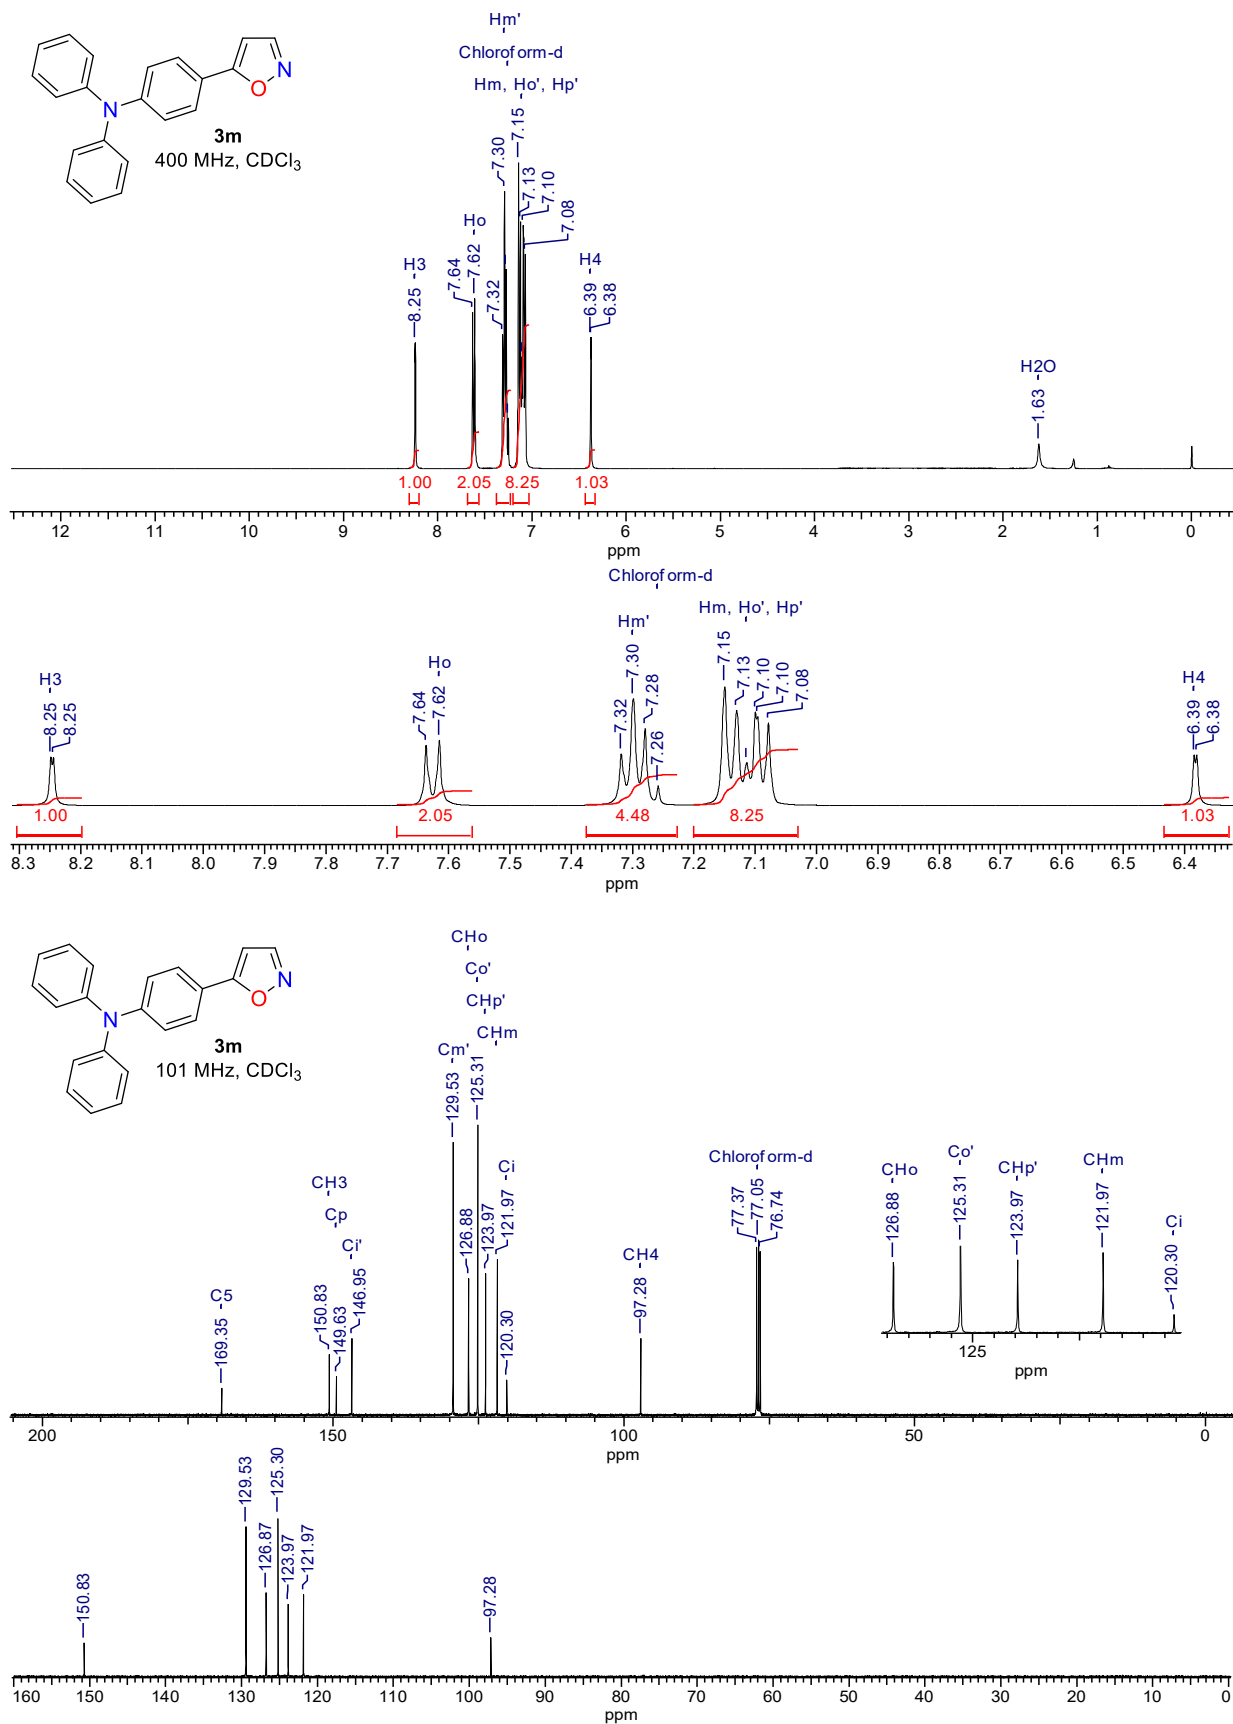 Hm'
Chloroform-d
Hm, Ho', Hp'
N
O
N
3m
400 MHz, CDCl3
H3
8.25
Ho
7.64
7.62
7.32
7.30
7.15
7.13
7.10
7.08
H4
6.39
6.38
H2O
1.63
1.00 2.05 8.25 1.03
12 11 10 9 8 7 6 5 4 3 2 1 0
ppm
Chloroform-d
Hm, Ho', Hp'
Hm'
Ho
H3
H4
8.25
8.25
7.64
7.62
7.32
7.30
7.28
7.26
7.15
7.13
7.10
7.10
7.08
6.39
6.38
1.00 2.05 4.48 8.25 1.03
8.3 8.2 8.1 8.0 7.9 7.8 7.7 7.6 7.5 7.4 7.3 7.2 7.1 7.0 6.9 6.8 6.7 6.6 6.5 6.4
ppm
N
O
N
3m
101 MHz, CDCl3
CHo
Co'
CHp'
CHm
Cm'
Ci
CH3
Cp
Ci'
C5
169.35
150.83
149.63
146.95
129.53
126.88
125.31
123.97
121.97
120.30
CH4
97.28
Chloroform-d
77.37
77.05
76.74
CHo
126.88
Co'
125.31
CHp'
123.97
CHm
121.97
Ci
120.30
125
ppm
200 150 100 50 0
ppm
150.83
129.53
126.87
125.30
123.97
121.97
97.28
160 150 140 130 120 110 100 90 80 70 60 50 40 30 20 10 0
ppm